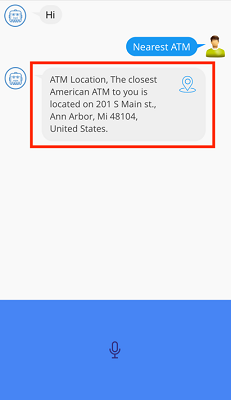 Hi
Nearest ATM
ATM Location, The closest
American ATM to you is
located on 201 S Main st.,
Ann Arbor, Mi 48104,
United States.